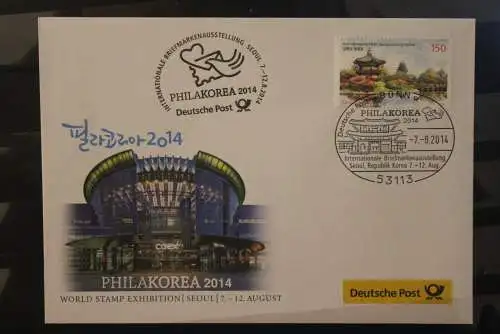 INTERNATIONALE BRIEFMARKENAUSSTELLUNG SEOUL 7.-12.8.2014
PHILAKOREA 2014
Deutsche Post
150
BONN
PHILAKOREA
2014
-7.-8.2014
Internationale Briefmarkenausstellung
Seoul, Republik Korea 7.-12. Aug.
53113
필라코리아2014
coex
PHILAKOREA 2014
WORLD STAMP EXHIBITION | SEOUL | 7. - 12. AUGUST
Deutsche Post